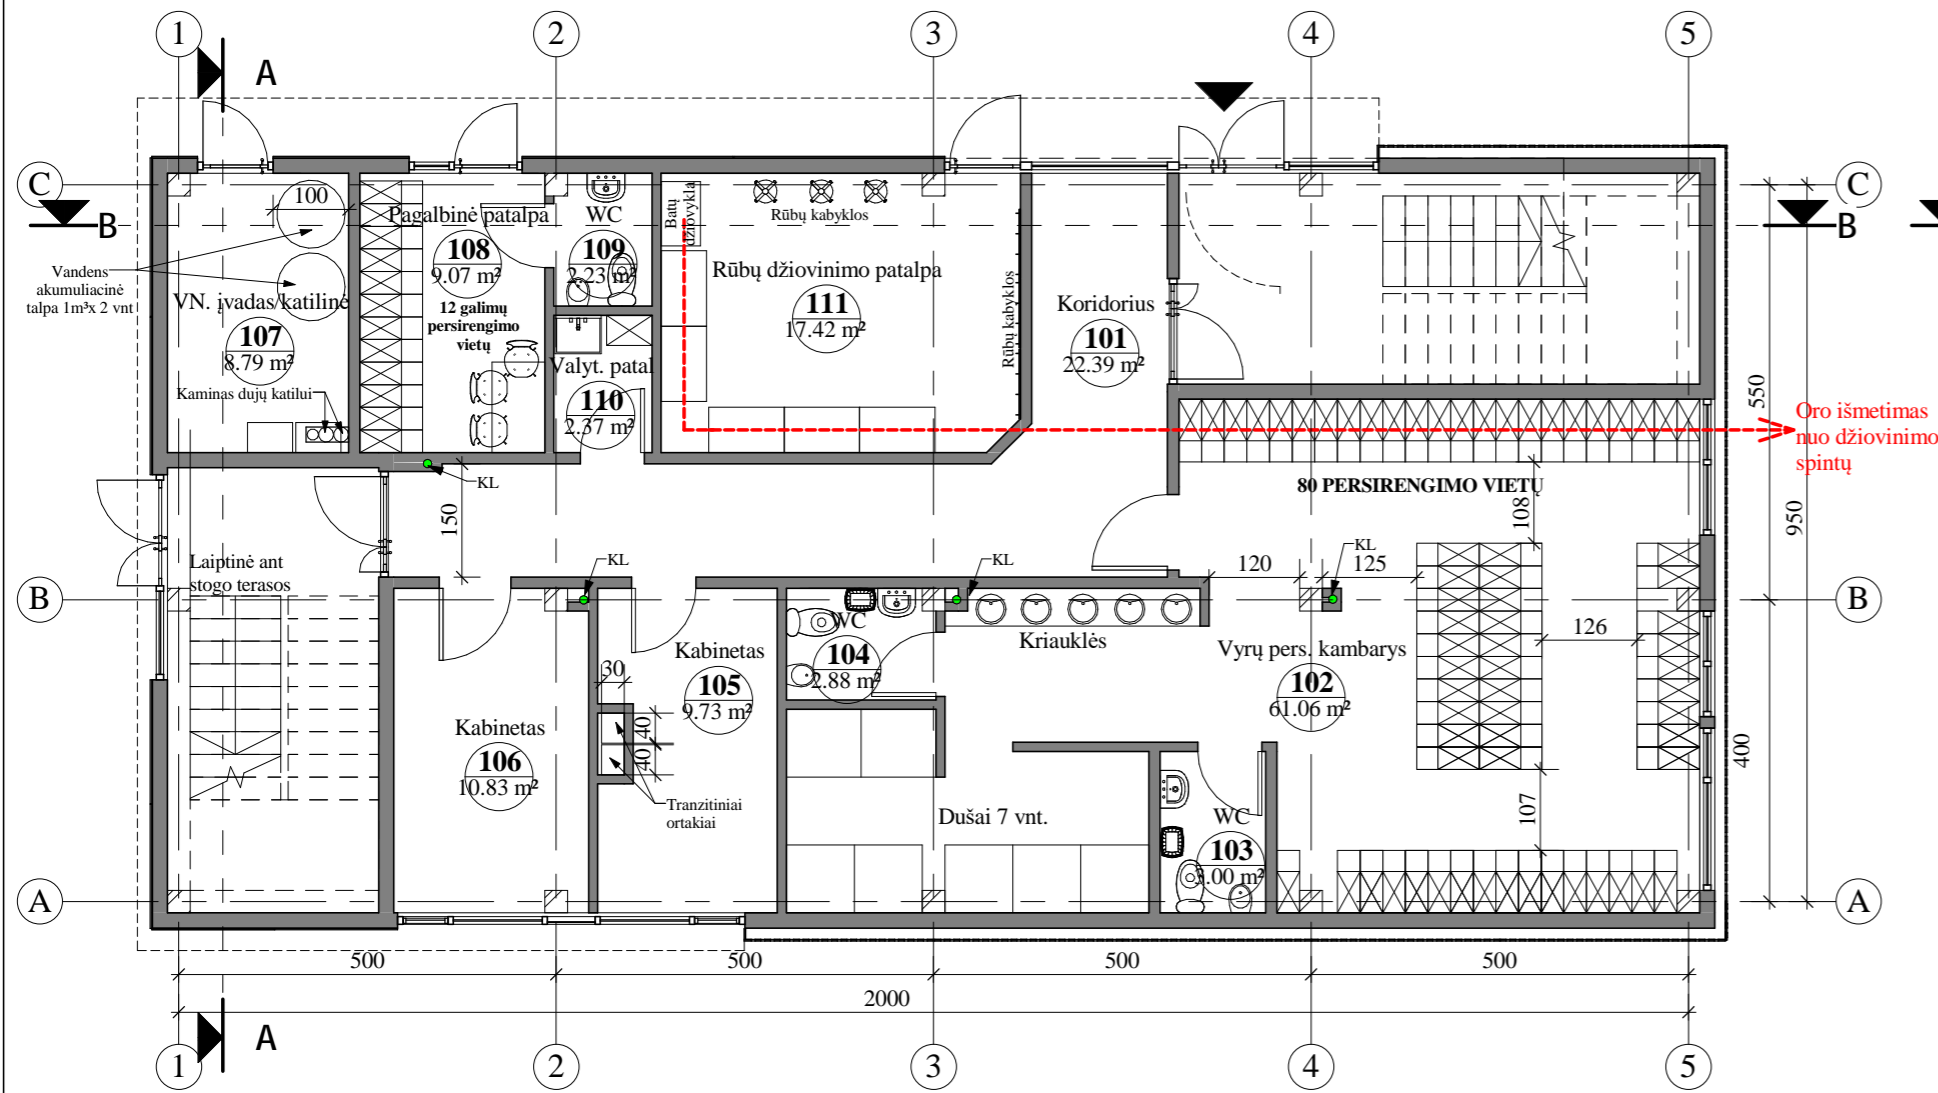 1
2
3
4
5
A
C
B
100
Pagalbinė patalpa
108
9.07 m²
12 galimų
persirengimo
vietų
WC
109
2.23 m²
Batų
džiovykla
Rūbų kabyklos
Rūbų džiovinimo patalpa
111
17.42 m²
Rūbų kabyklos
Koridorius
101
22.39 m²
C
B
Vandens
akumuliacinė
talpa 1m³x 2 vnt
VN. įvadas/katilinė
107
8.79 m²
Kaminas dujų katilui
Valyt. patal
110
2.37 m²
550
950
Oro išmetimas
nuo džiovinimo
spintų
80 PERSIRENGIMO VIETŲ
KL
150
108
Laiptinė ant
stogo terasos
KL
KL
120
KL
125
B
B
126
Kriauklės
WC
104
2.88 m²
Kabinetas
105
9.73 m²
30
40
40
Vyrų pers. kambarys
102
61.06 m²
Kabinetas
106
10.83 m²
Tranzitiniai
ortakiai
Dušai 7 vnt.
WC
103
3.00 m²
107
400
A
A
500
500
500
500
2000
A
1
2
3
4
5